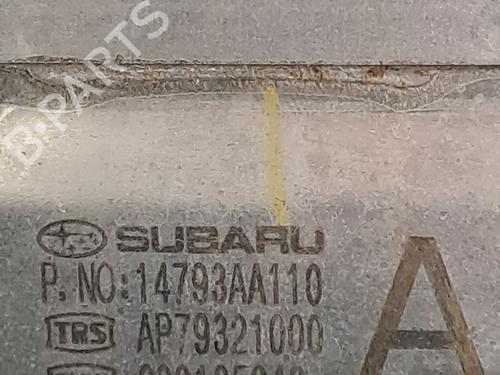 B-PARTS
SUBARU
P.NO:14793AA110
TRS AP79321000
A